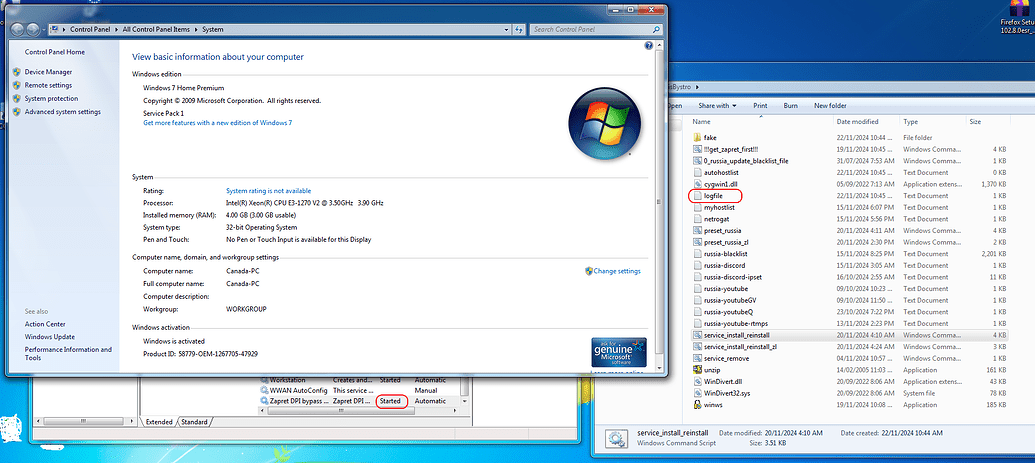 Control Panel ▸ All Control Panel Items ▸ System
Search Control Panel
Control Panel Home
Device Manager
Remote settings
System protection
Advanced system settings
See also
Action Center
Windows Update
Performance Information and
Tools
View basic information about your computer
Windows edition
Windows 7 Home Premium
Copyright © 2009 Microsoft Corporation. All rights reserved.
Service Pack 1
Get more features with a new edition of Windows 7
System
Rating: System rating is not available
Processor: Intel(R) Xeon(R) CPU E3-1270 V2 @ 3.50GHz 3.90 GHz
Installed memory (RAM): 4.00 GB (3.00 GB usable)
System type: 32-bit Operating System
Pen and Touch: No Pen or Touch Input is available for this Display
Computer name, domain, and workgroup settings
Computer name: Canada-PC
Change settings
Full computer name: Canada-PC
Computer description:
Workgroup: WORKGROUP
Windows activation
Windows is activated
Product ID: 58779-OEM-1267705-47929
ask for
genuine
Microsoft
software
Workstation Creates and... Started Automatic
WWAN AutoConfig This service ... Manual
Zapret DPI bypass ... Zapret DPI ... Started Automatic
Extended Standard
Firefox Setu
102.8.0esr_
Bystro
Open Share with Print Burn New folder
Name Date modified Type Size
fake 22/11/2024 10:44 ... File folder
!!!get_zapret_first!!! 19/11/2024 10:45 ... Windows Comma... 4 KB
0_russia_update_blacklist_file 31/07/2024 7:53 AM Windows Comma... 1 KB
autohostlist 22/11/2024 10:45 ... Text Document 0 KB
cygwin1.dll 05/09/2022 7:13 AM Application extens... 1,370 KB
logfile 22/11/2024 10:45 ... Text Document 1 KB
myhostlist 15/11/2024 6:07 PM Text Document 1 KB
netrogat 15/11/2024 5:56 PM Text Document 1 KB
preset_russia 20/11/2024 4:11 AM Windows Comma... 4 KB
preset_russia_zl 20/11/2024 2:30 PM Windows Comma... 2 KB
russia-blacklist 15/11/2024 8:25 PM Text Document 2,201 KB
russia-discord 15/11/2024 3:05 AM Text Document 1 KB
russia-discord-ipset 16/10/2024 2:55 AM Text Document 11 KB
russia-youtube 09/10/2024 10:23 ... Text Document 1 KB
russia-youtubeGV 09/10/2024 11:50 ... Text Document 1 KB
russia-youtubeQ 23/10/2024 7:22 PM Text Document 1 KB
russia-youtube-rtmps 13/11/2024 2:23 PM Text Document 1 KB
service_install_reinstall 20/11/2024 4:10 AM Windows Comma... 4 KB
service_install_reinstall_zl 20/11/2024 4:24 AM Windows Comma... 3 KB
service_remove 04/11/2024 10:57 ... Windows Comma... 1 KB
unzip 14/02/2005 11:03 ... Application 161 KB
WinDivert.dll 20/09/2022 8:06 AM Application extens... 43 KB
WinDivert32.sys 20/09/2022 8:06 AM System file 78 KB
winws 19/11/2024 10:08 ... Application 185 KB
service_install_reinstall Date modified: 20/11/2024 4:10 AM Date created: 22/11/2024 10:44 AM
Windows Command Script Size: 3.51 KB